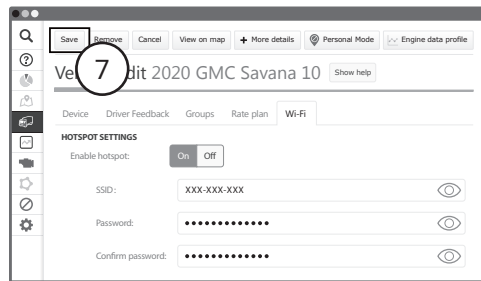 Save Remove Cancel View on map + More details Personal Mode Engine data profile
7
dit 2020 GMC Savana 10 Show help
Device Driver Feedback Groups Rate plan Wi-Fi
HOTSPOT SETTINGS
Enable hotspot: On Off
SSID: XXX-XXX-XXX
Password: •••••••••••••
Confirm password: •••••••••••••